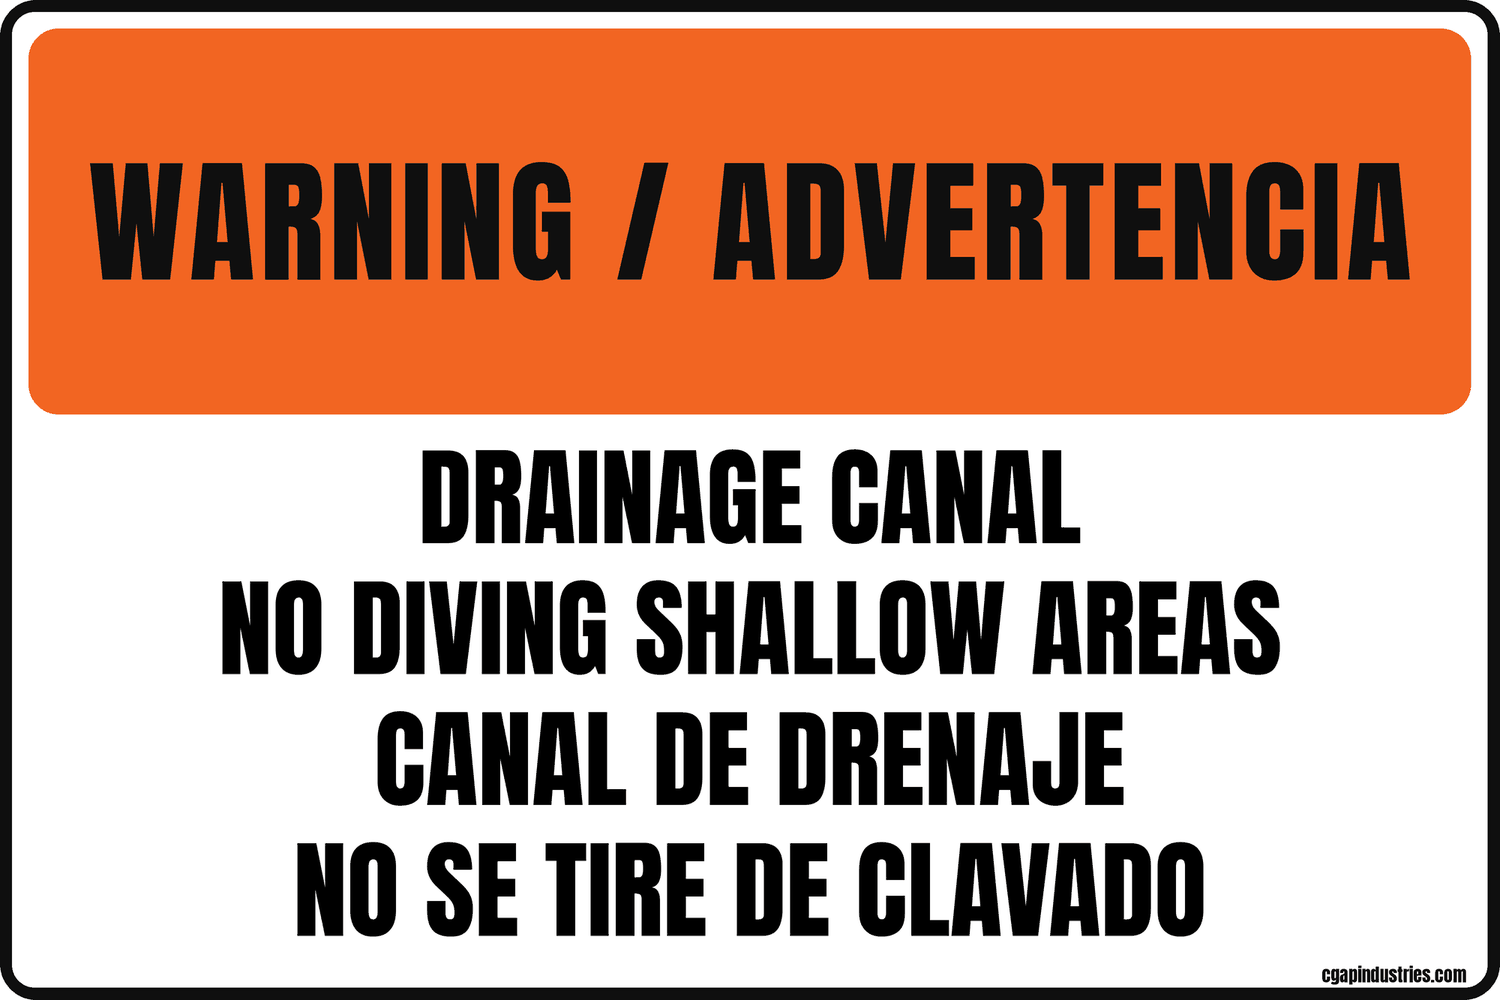 WARNING / ADVERTENCIA
DRAINAGE CANAL
NO DIVING SHALLOW AREAS
CANAL DE DRENAJE
NO SE TIRE DE CLAVADO
cgapindustries.com